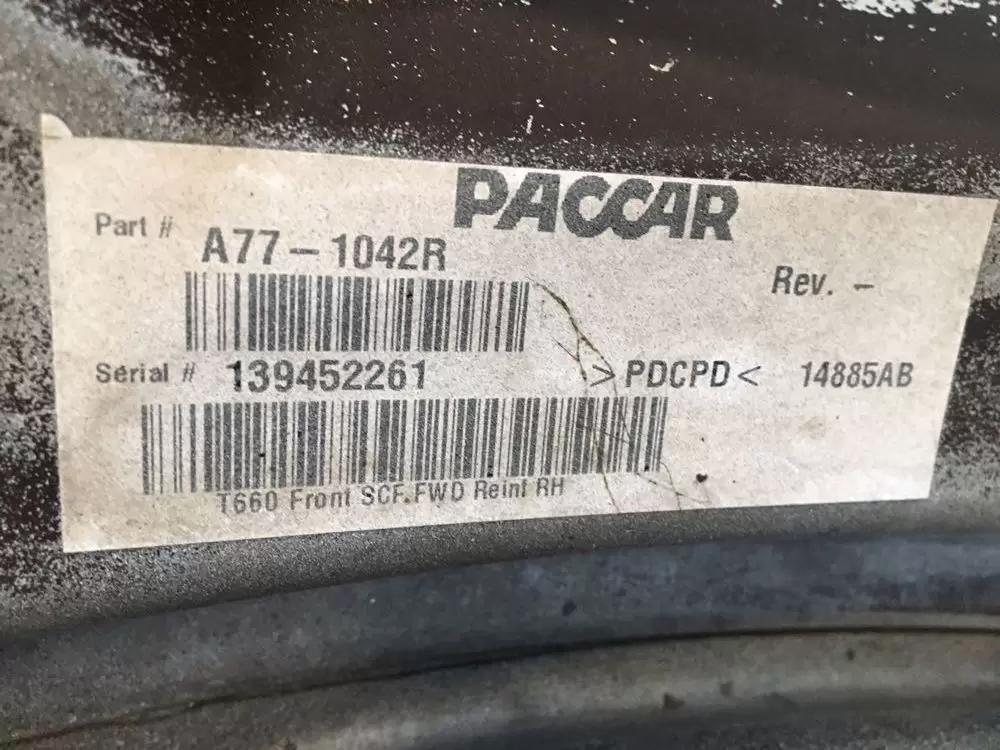 PACCAR
Part # A77-1042R
Rev. -
Serial # 139452261
>PDCPD< 14885AB
T660 Front SCF.FWD Reinf RH